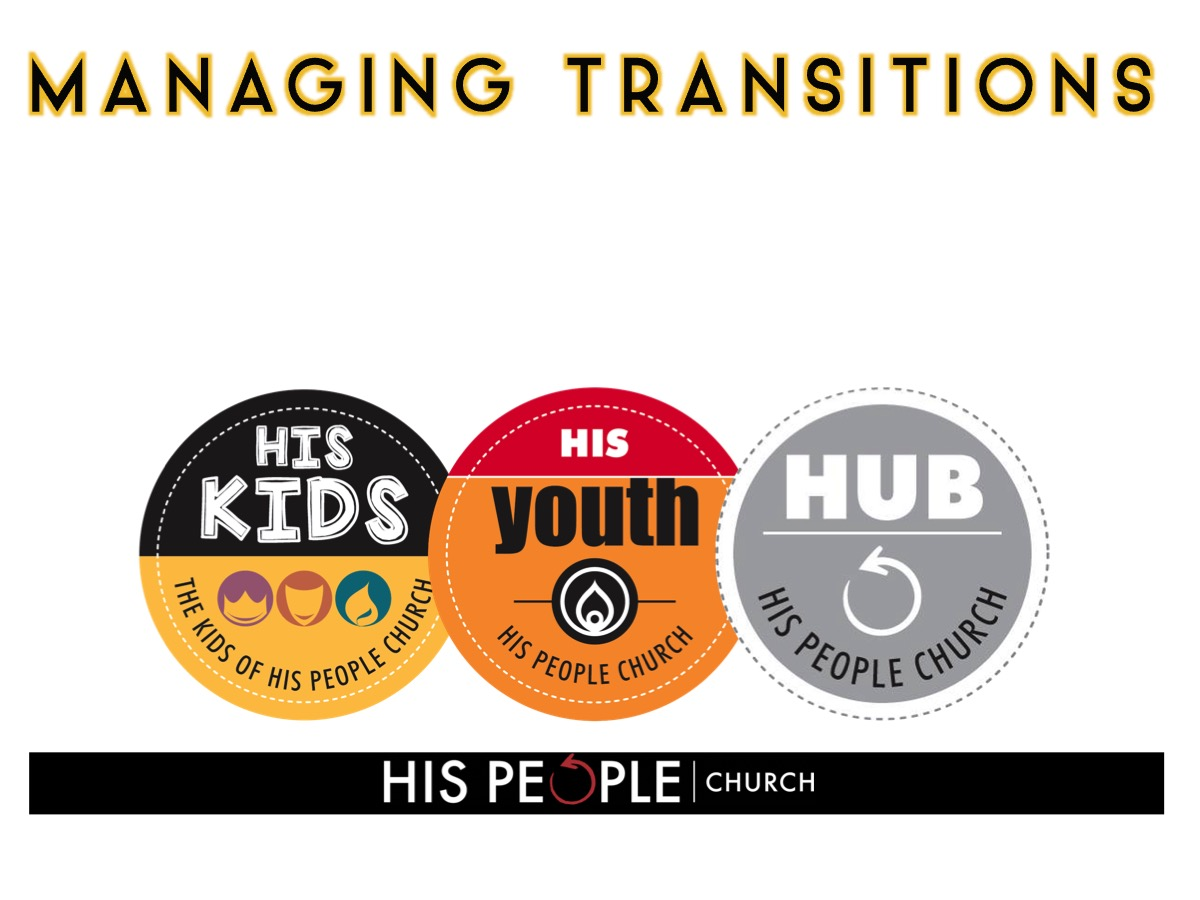 MANAGING TRANSITIONS
HIS
KIDS
THE KIDS OF HIS PEOPLE CHURCH
HIS
youth
HIS PEOPLE CHURCH
HUB
HIS PEOPLE CHURCH
HIS PEOPLE CHURCH